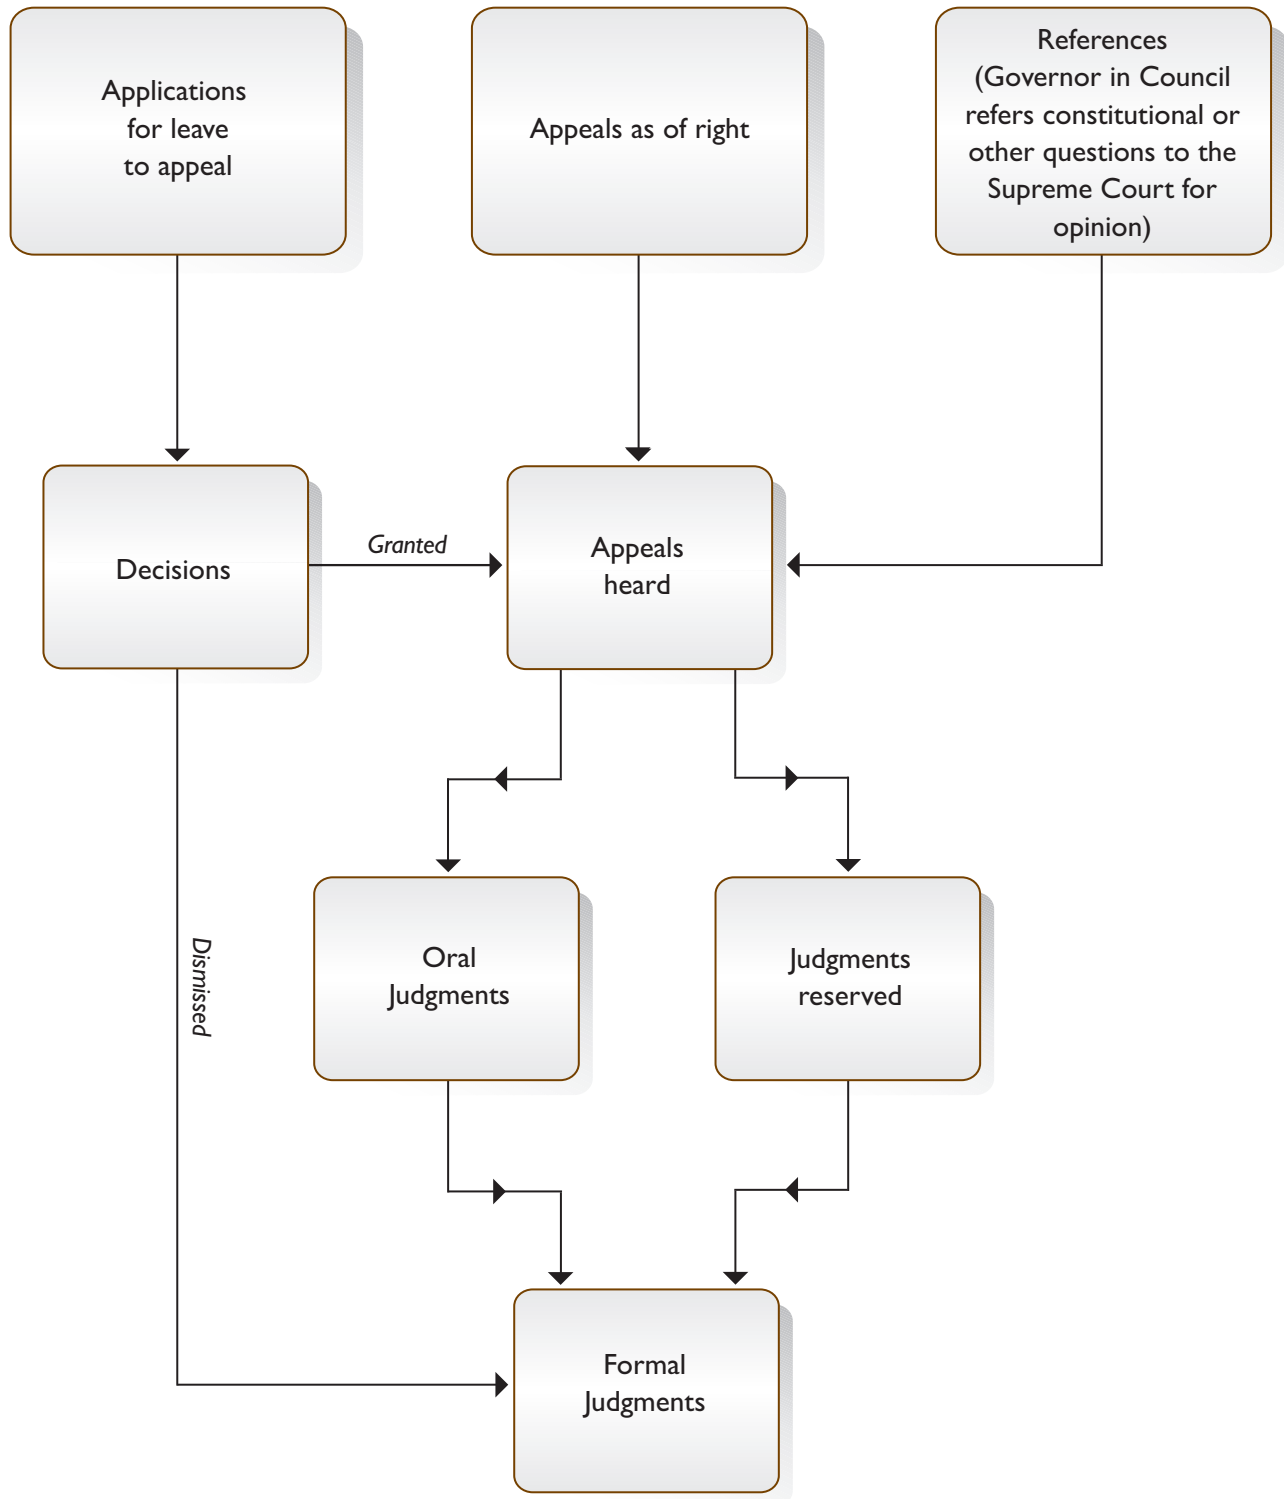 Applications
for leave
to appeal
Appeals as of right
References
(Governor in Council
refers constitutional or
other questions to the
Supreme Court for
opinion)
Decisions
Granted
Appeals
heard
Dismissed
Oral
Judgments
Judgments
reserved
Formal
Judgments